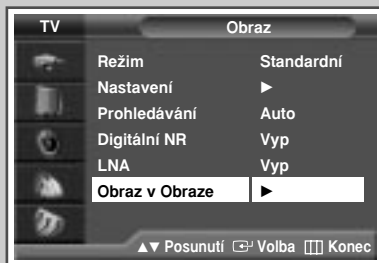 TV Obraz
Režim Standardní
Nastavení ►
Prohledávání Auto
Digitální NR Vyp
LNA Vyp
Obraz v Obraze ►
▲▼ Posunutí Volba Konec